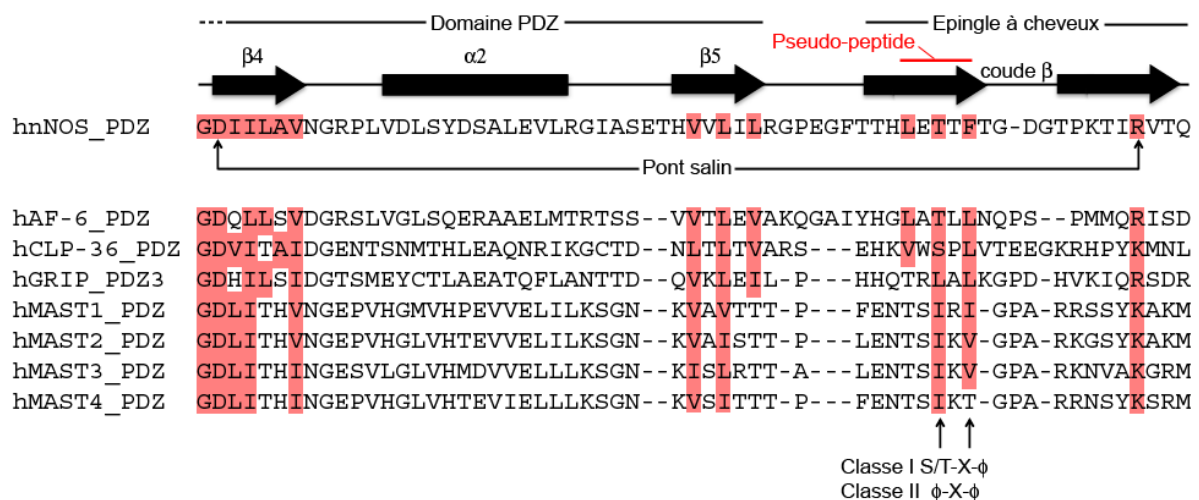 Domaine PDZ Epingle à cheveux
Pseudo-peptide
β4 α2 β5 coude β
hnNOS_PDZ GDIILAVNGRPLVDLSYDSALEVLRGIASETHVVLILRGPEGFTTHLETTFTG-DGTPKTIRVTQ
Pont salin
hAF-6_PDZ GDQLLSVDGRSLVGLSQERAAELMTRTSS--VVTLEVAKQGAIYHGLATLLNQPS--PMMQRISD
hCLP-36_PDZ GDVITAIDGENTSNMTHLEAQNRIKGCTD--NLTLTVARS---EHKVWSPLVTEEGKRHPYKMNL
hGRIP_PDZ3 GDHILSIDGTSMEYCTLAEATQFLANTTD--QVKLEIL-P---HHQTRLALKGPD-HVKIQRSDR
hMAST1_PDZ GDLITHVNGEPVHGMVHPEVVELILKSGN--KVAVTTT-P---FENTSIRI-GPA-RRSSYKAKM
hMAST2_PDZ GDLITHVNGEPVHGLVHTEVVELILKSGN--KVAISTT-P---LENTSIKV-GPA-RKGSYKAKM
hMAST3_PDZ GDLITHINGESVLGLVHMDVVELLLKSGN--KISLRTT-A---LENTSIKV-GPA-RKNVAKGRM
hMAST4_PDZ GDLITHINGEPVHGLVHTEVIELLLKSGN--KVSITTT-P---FENTSIKT-GPA-RRNSYKSRM
Classe I S/T-X-ϕ
Classe II ϕ-X-ϕ